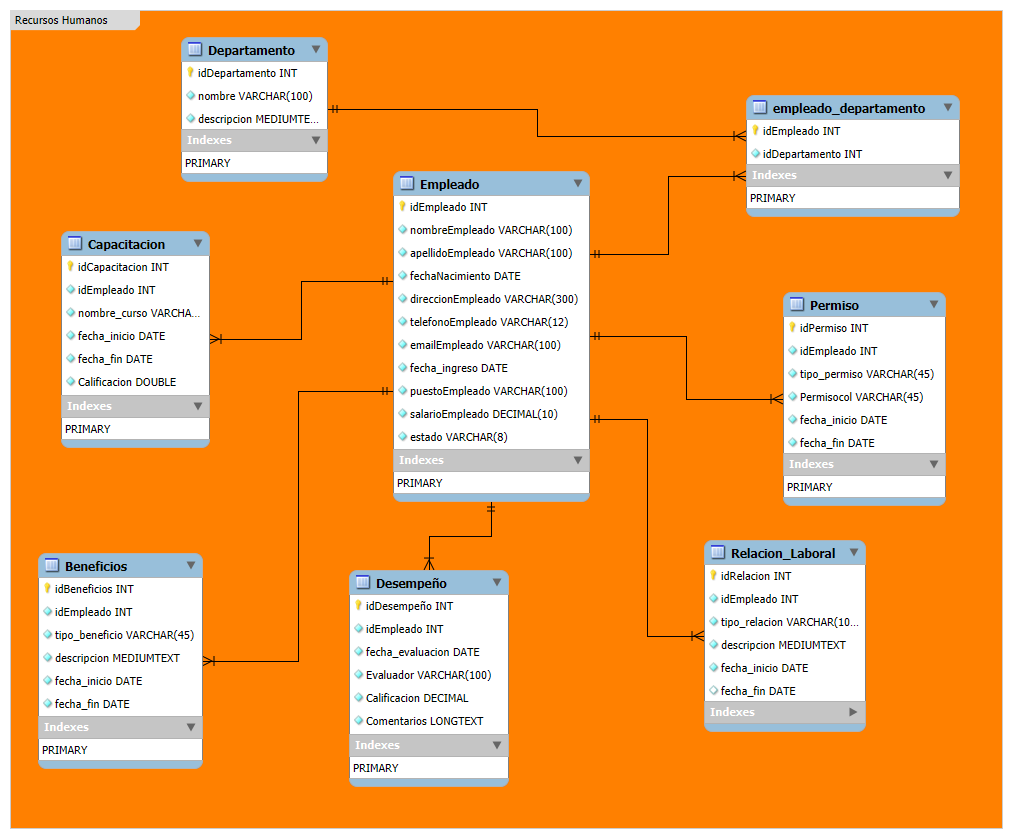 Recursos Humanos
Departamento
idDepartamento INT
nombre VARCHAR(100)
descripcion MEDIUMTE...
Indexes
PRIMARY
empleado_departamento
idEmpleado INT
idDepartamento INT
Indexes
PRIMARY
Empleado
idEmpleado INT
nombreEmpleado VARCHAR(100)
apellidoEmpleado VARCHAR(100)
fechaNacimiento DATE
direccionEmpleado VARCHAR(300)
telefonoEmpleado VARCHAR(12)
emailEmpleado VARCHAR(100)
fecha_ingreso DATE
puestoEmpleado VARCHAR(100)
salarioEmpleado DECIMAL(10)
estado VARCHAR(8)
Indexes
PRIMARY
Capacitacion
idCapacitacion INT
idEmpleado INT
nombre_curso VARCHA...
fecha_inicio DATE
fecha_fin DATE
Calificacion DOUBLE
Indexes
PRIMARY
Permiso
idPermiso INT
idEmpleado INT
tipo_permiso VARCHAR(45)
Permisocol VARCHAR(45)
fecha_inicio DATE
fecha_fin DATE
Indexes
PRIMARY
Beneficios
idBeneficios INT
idEmpleado INT
tipo_beneficio VARCHAR(45)
descripcion MEDIUMTEXT
fecha_inicio DATE
fecha_fin DATE
Indexes
PRIMARY
Desempeño
idDesempeño INT
idEmpleado INT
fecha_evaluacion DATE
Evaluador VARCHAR(100)
Calificacion DECIMAL
Comentarios LONGTEXT
Indexes
PRIMARY
Relacion_Laboral
idRelacion INT
idEmpleado INT
tipo_relacion VARCHAR(10...
descripcion MEDIUMTEXT
fecha_inicio DATE
fecha_fin DATE
Indexes